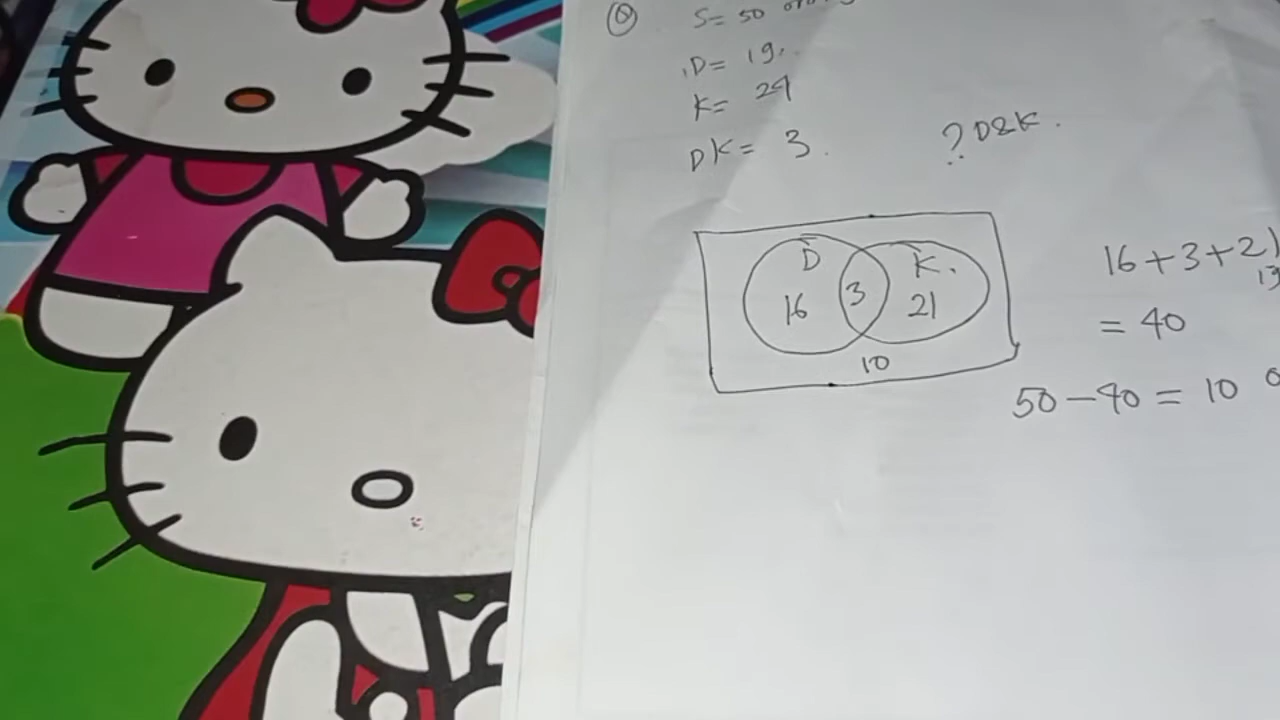 S= 50
D= 19.
K= 24
DK= 3.
? D&K.
D K.
16 3 21
10
16+3+21
= 40
50-40 = 10